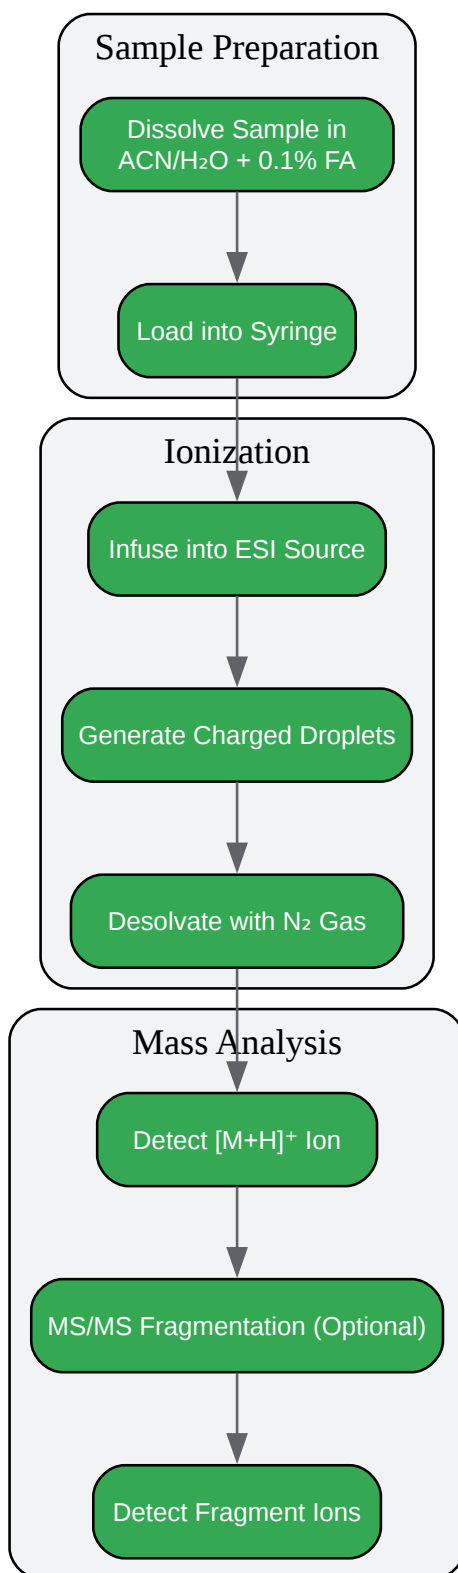 Sample Preparation
Dissolve Sample in
ACN/H₂O + 0.1% FA
Load into Syringe
Ionization
Infuse into ESI Source
Generate Charged Droplets
Desolvate with N₂ Gas
Mass Analysis
Detect [M+H]⁺ Ion
MS/MS Fragmentation (Optional)
Detect Fragment Ions